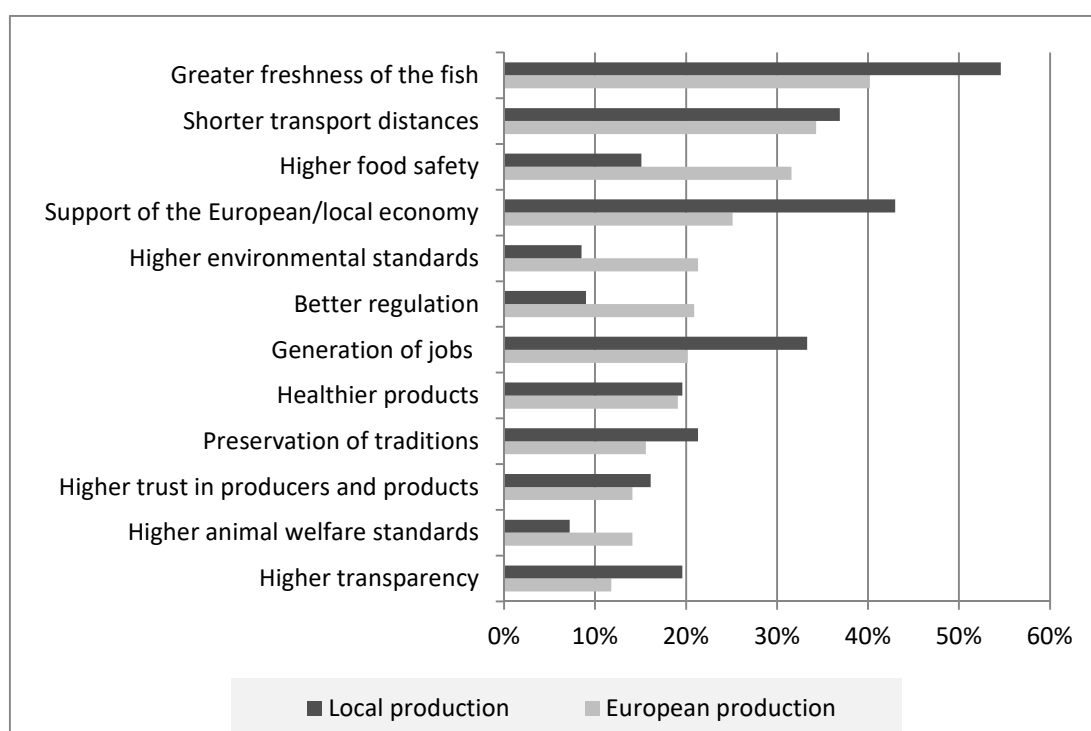 Greater freshness of the fish
Shorter transport distances
Higher food safety
Support of the European/local economy
Higher environmental standards
Better regulation
Generation of jobs
Healthier products
Preservation of traditions
Higher trust in producers and products
Higher animal welfare standards
Higher transparency
0% 10% 20% 30% 40% 50% 60%
Local production European production